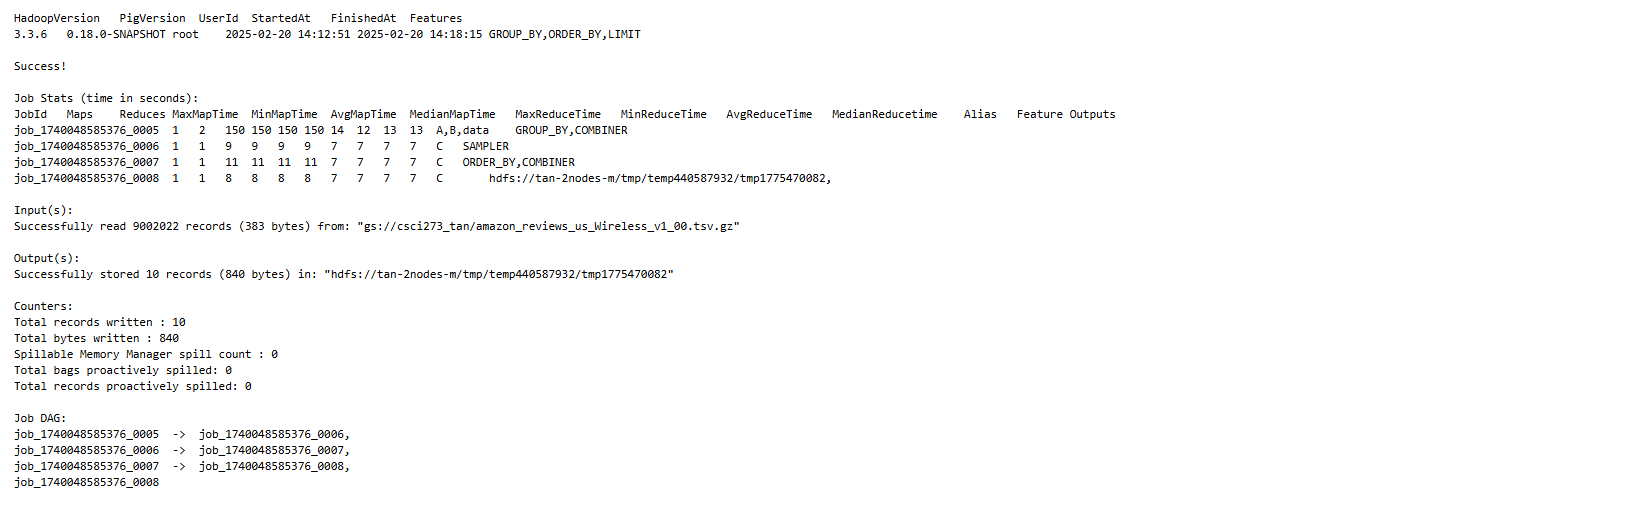 HadoopVersion PigVersion UserId StartedAt FinishedAt Features
3.3.6 0.18.0-SNAPSHOT root 2025-02-20 14:12:51 2025-02-20 14:18:15 GROUP_BY,ORDER_BY,LIMIT
Success!
Job Stats (time in seconds):
JobId Maps Reduces MaxMapTime MinMapTime AvgMapTime MedianMapTime MaxReduceTime MinReduceTime AvgReduceTime MedianReducetime Alias Feature Outputs
job_1740048585376_0005 1 2 150 150 150 150 14 12 13 13 A,B,data GROUP_BY,COMBINER
job_1740048585376_0006 1 1 9 9 9 9 7 7 7 7 C SAMPLER
job_1740048585376_0007 1 1 11 11 11 11 7 7 7 7 C ORDER_BY,COMBINER
job_1740048585376_0008 1 1 8 8 8 8 7 7 7 7 C hdfs://tan-2nodes-m/tmp/temp440587932/tmp1775470082,
Input(s):
Successfully read 9002022 records (383 bytes) from: "gs://csci273_tan/amazon_reviews_us_Wireless_v1_00.tsv.gz"
Output(s):
Successfully stored 10 records (840 bytes) in: "hdfs://tan-2nodes-m/tmp/temp440587932/tmp1775470082"
Counters:
Total records written : 10
Total bytes written : 840
Spillable Memory Manager spill count : 0
Total bags proactively spilled: 0
Total records proactively spilled: 0
Job DAG:
job_1740048585376_0005 -> job_1740048585376_0006,
job_1740048585376_0006 -> job_1740048585376_0007,
job_1740048585376_0007 -> job_1740048585376_0008,
job_1740048585376_0008